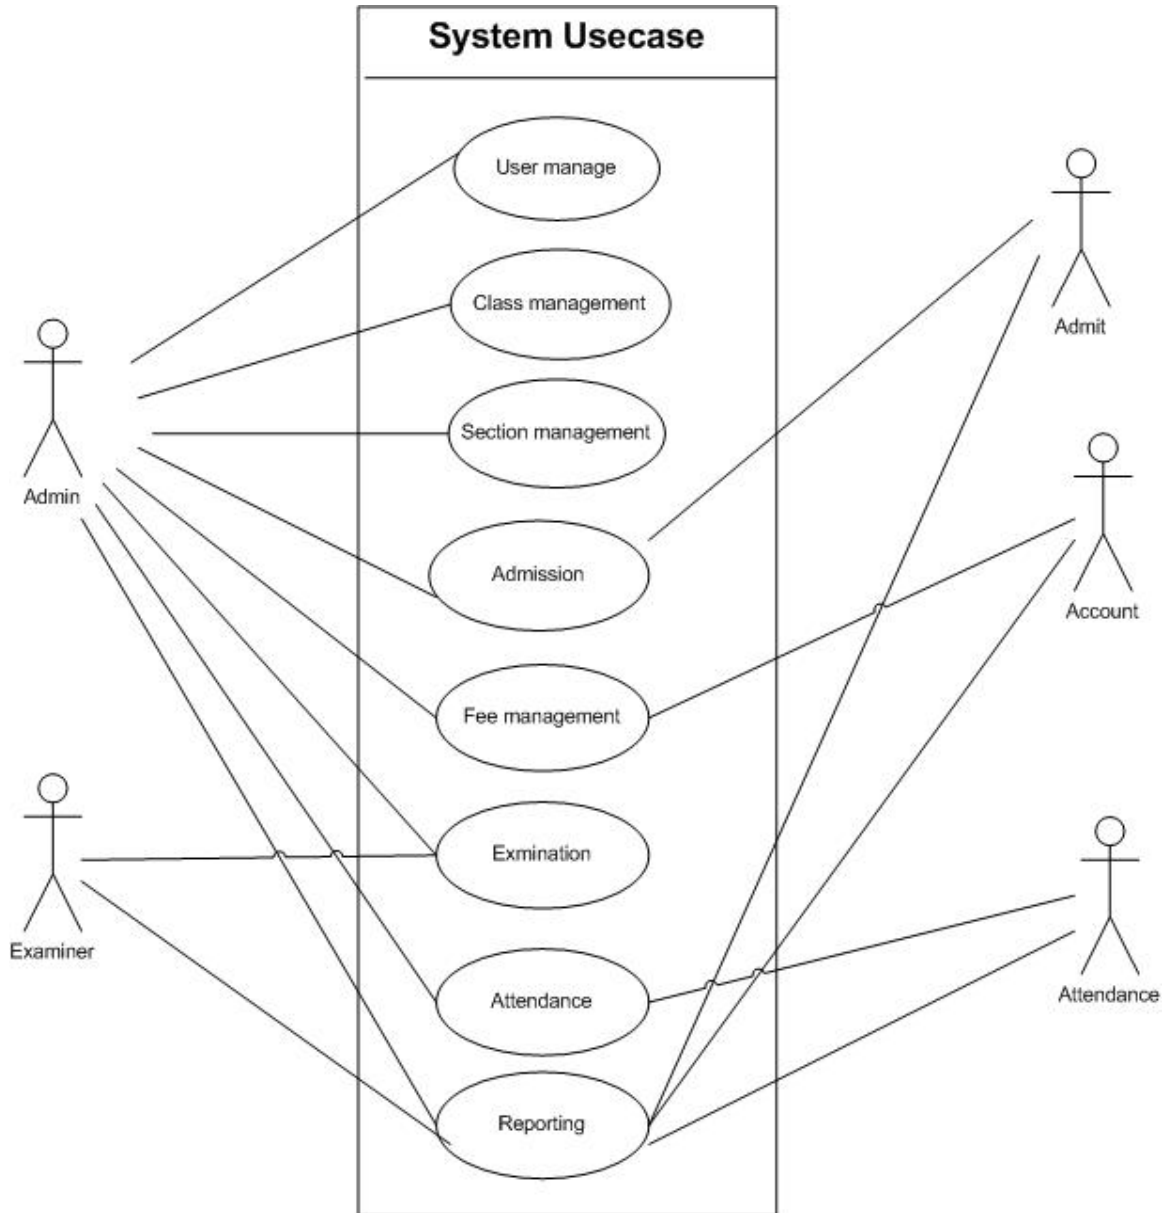 System Usecase
User manage
Class management
Admit
Section management
Admin
Admission
Account
Fee management
Exmination
Examiner
Attendance
Attendance
Reporting